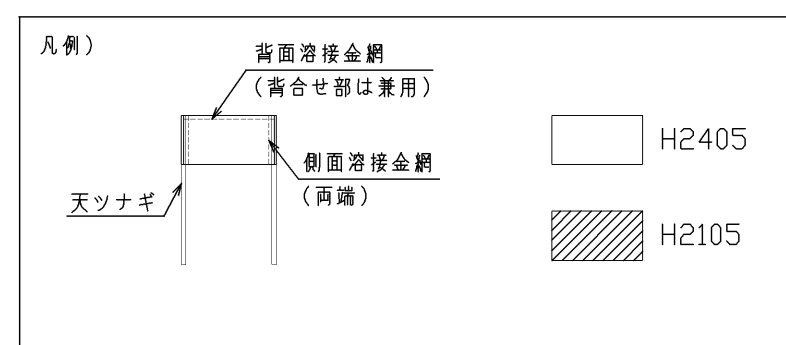 凡例)
背面溶接金網
(背合せ部は兼用)
側面溶接金網
(両端)
天ツナギ
H2405
H2105